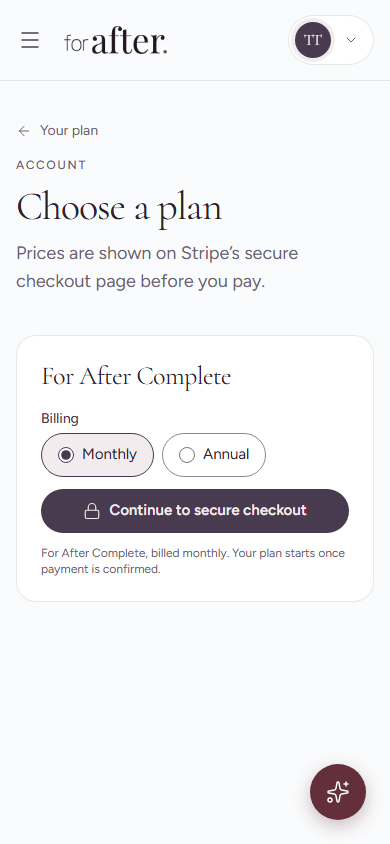 for after.
TT
Your plan
ACCOUNT
Choose a plan
Prices are shown on Stripe’s secure
checkout page before you pay.
For After Complete
Billing
Monthly
Annual
Continue to secure checkout
For After Complete, billed monthly. Your plan starts once
payment is confirmed.